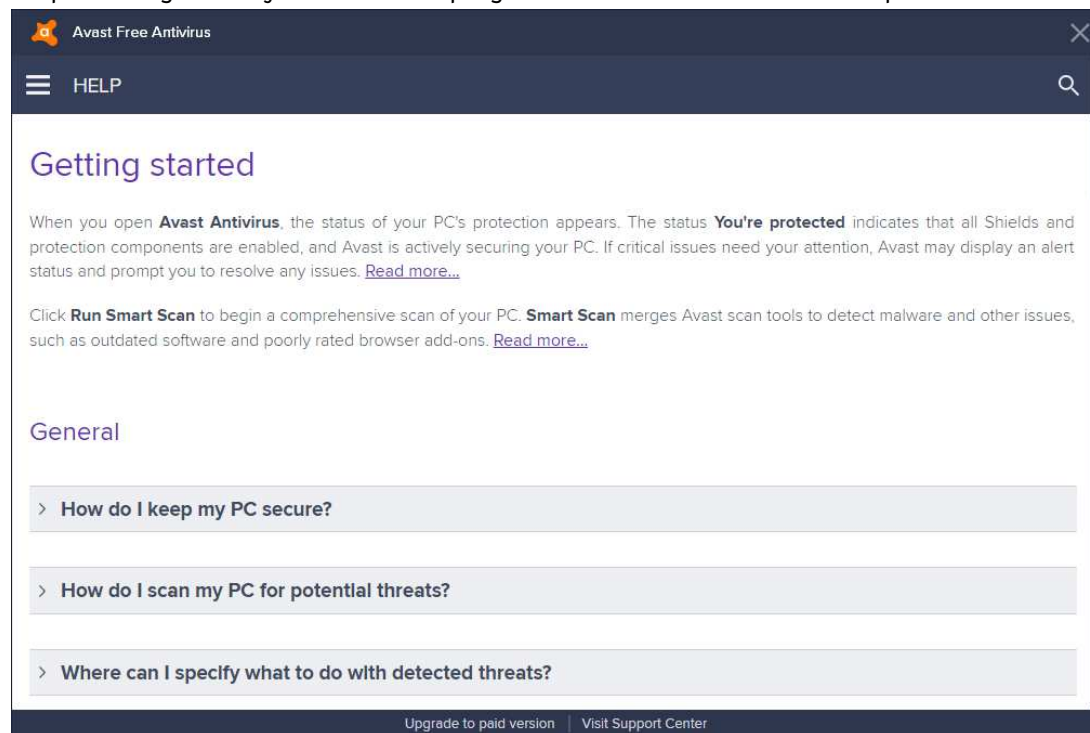 Avast Free Antivirus
HELP
Getting started
When you open Avast Antivirus, the status of your PC's protection appears. The status You're protected indicates that all Shields and
protection components are enabled, and Avast is actively securing your PC. If critical issues need your attention, Avast may display an alert
status and prompt you to resolve any issues. Read more...
Click Run Smart Scan to begin a comprehensive scan of your PC. Smart Scan merges Avast scan tools to detect malware and other issues,
such as outdated software and poorly rated browser add-ons. Read more...
General
> How do I keep my PC secure?
> How do I scan my PC for potential threats?
> Where can I specify what to do with detected threats?
Upgrade to paid version | Visit Support Center